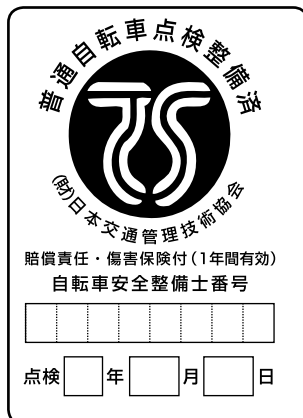 普通自転車点検整備済
TS
(財)日本交通管理技術協会
賠償責任・傷害保険付(1年間有効)
自転車安全整備士番号
点検 年 月 日